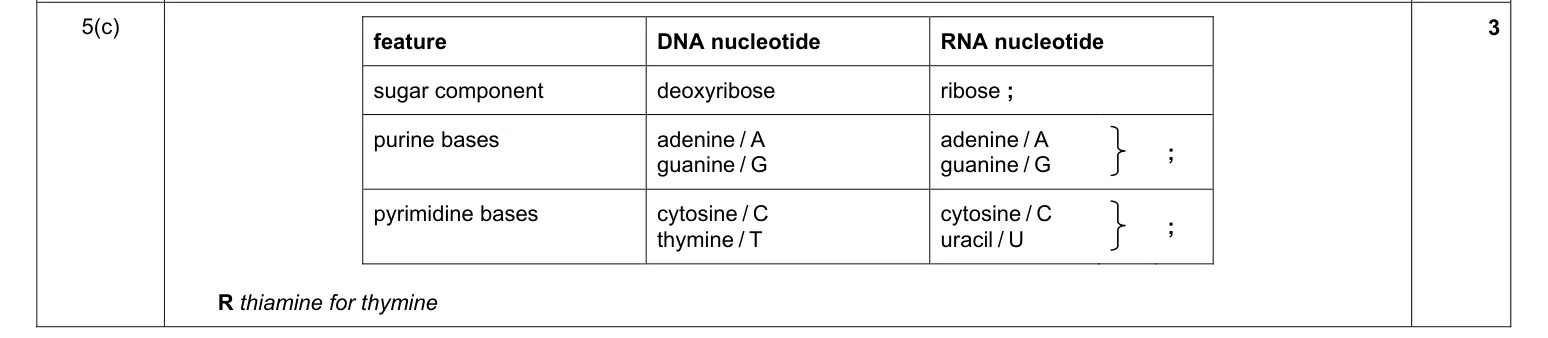 5(c)
3
feature DNA nucleotide RNA nucleotide
sugar component deoxyribose ribose ;
purine bases adenine / A adenine / A
guanine / G guanine / G ;
pyrimidine bases cytosine / C cytosine / C
thymine / T uracil / U ;
R thiamine for thymine